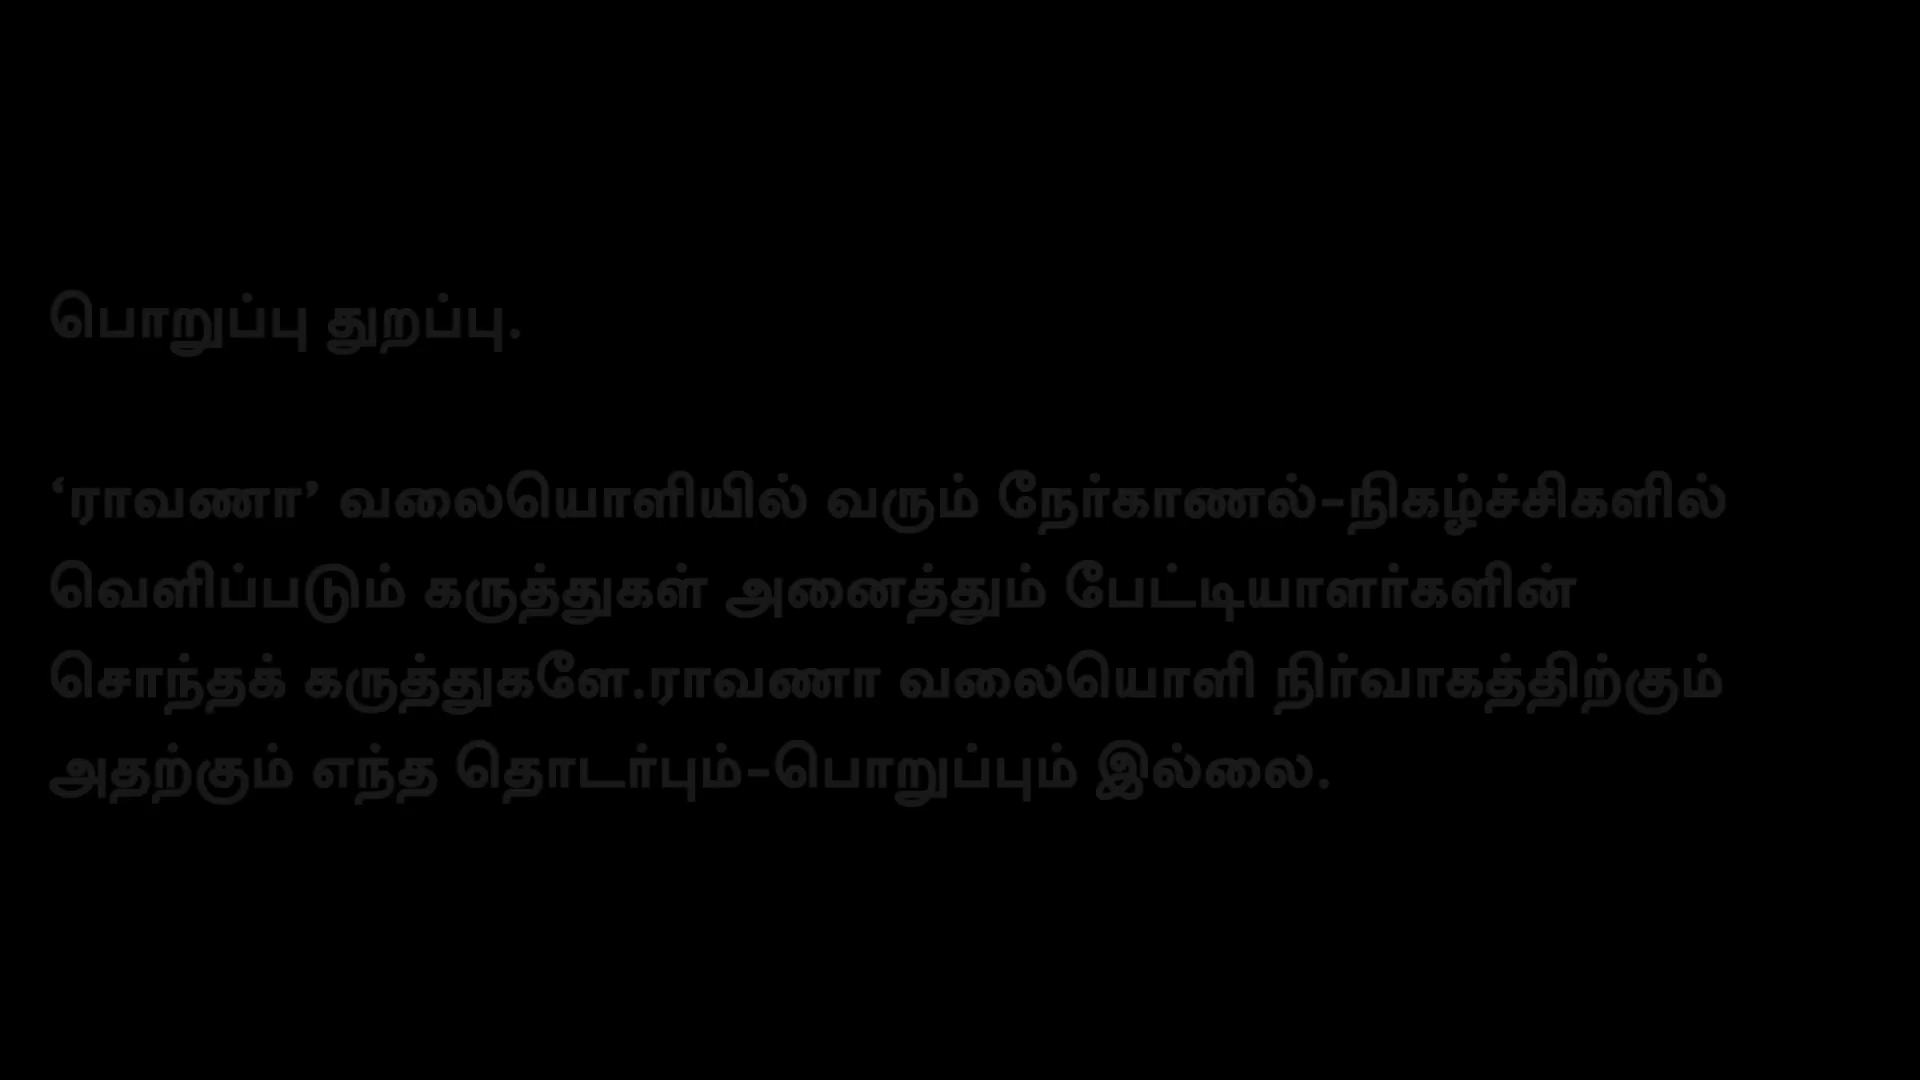 பொறுப்பு துறப்பு.
‘ராவணா’ வலையொளியில் வரும் நேர்காணல்-நிகழ்ச்சிகளில்
வெளிப்படும் கருத்துகள் அனைத்தும் பேட்டியாளர்களின்
சொந்தக் கருத்துகளே.ராவணா வலையொளி நிர்வாகத்திற்கும்
அதற்கும் எந்த தொடர்பும்-பொறுப்பும் இல்லை.